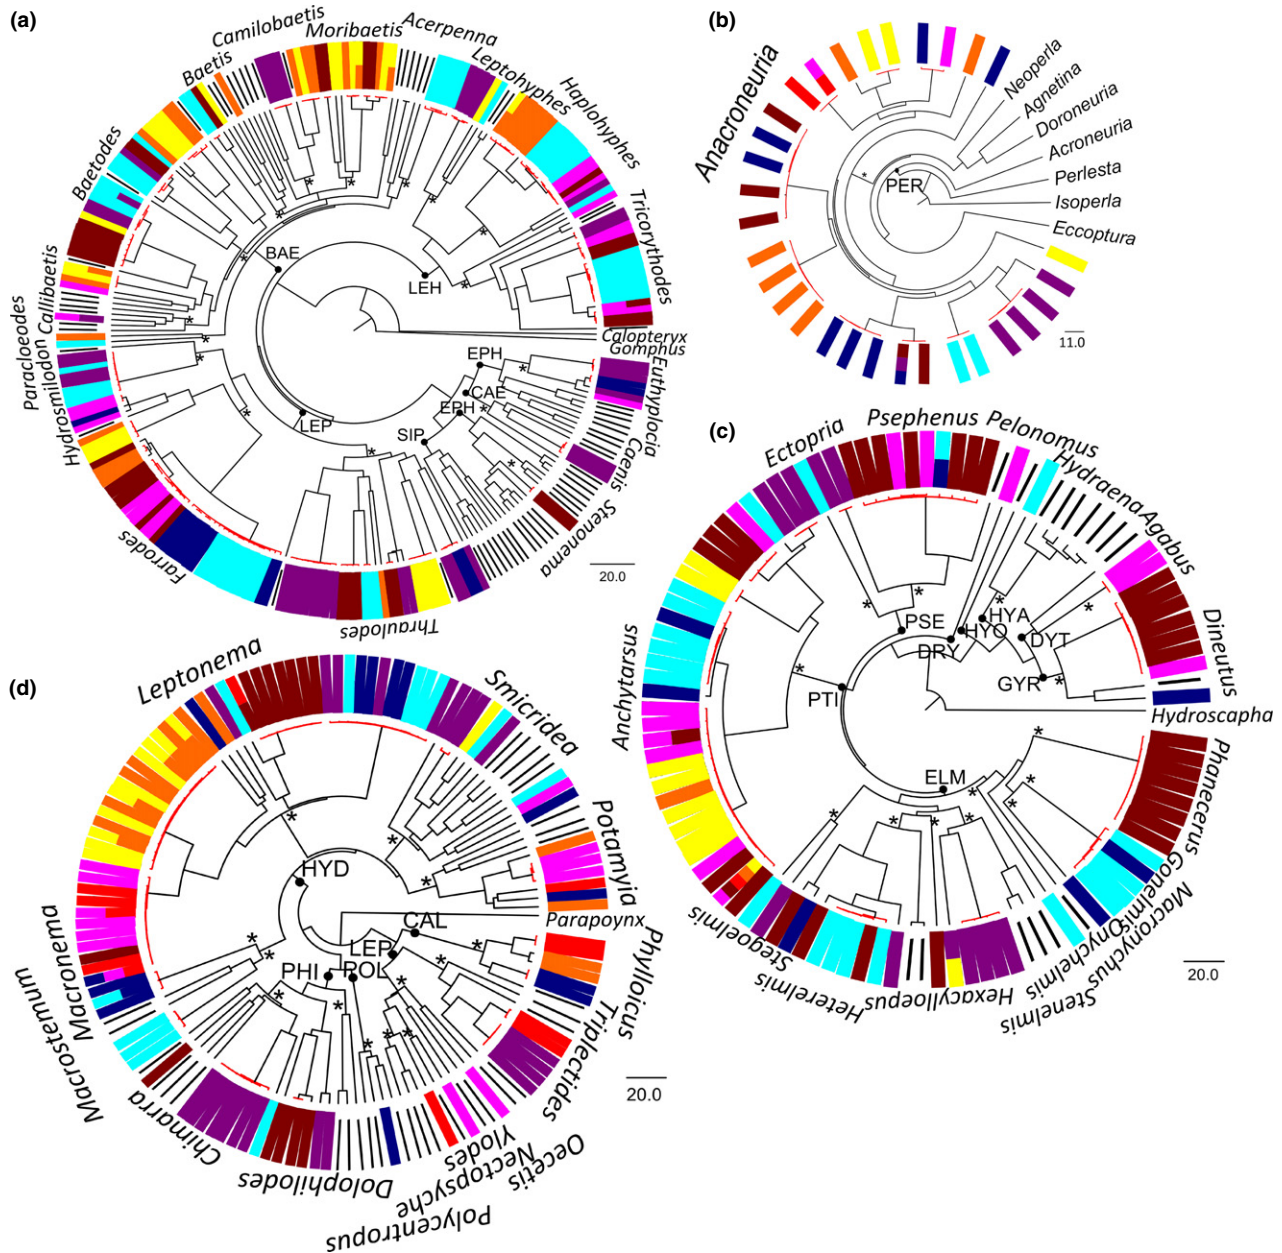 (a)
Camilobaetis
Moribaetis
Acerpenna
Baetis
Leptohyphes
Haplohyphes
Baetodes
Tricorythodes
BAE
LEH
Callibaetis
Paracloeodes
Hydrosmilodon
Calopteryx
Gomphus
EPH
CAE
EPH
SIP
LEP
Euthyplocia
Caenis
Stenonema
Farrodes
Thraulodes
20.0
(b)
Anacroneuria
Neoperla
Agnetina
Doroneuria
Acroneuria
Perlesta
Isoperla
Eccoptura
PER
11.0
(c)
Ectopria
Psephenus
Pelonomus
Hydraena
Agabus
Dineutus
Hydroscapha
Anchytarsus
PSE
DRY
HYO
HYA
DYT
GYR
PTI
ELM
Phanecerus
Gonelmis
Onychelmis
Macronychus
Stenelmis
Hexacylloepus
Heterelmis
Stegoelmis
20.0
(d)
Leptonema
Smicridea
Potamyia
Parapoynx
HYD
CAL
LEP
POL
PHI
Phylloicus
Triplectides
Oecetis
Ylodes
Nectopsyche
Polycentropus
Dolophilodes
Chimarra
Macrostemum
Macronema
20.0